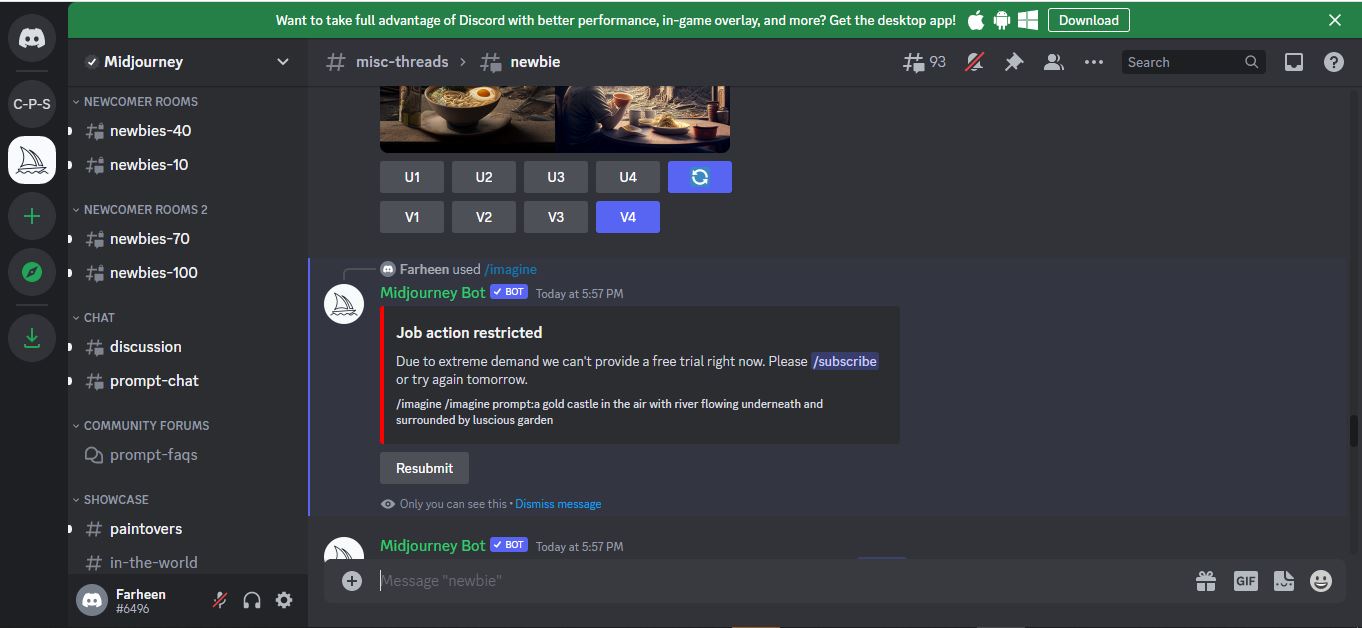 Want to take full advantage of Discord with better performance, in-game overlay, and more? Get the desktop app!
Download
Midjourney
misc-threads > newbie
93
Search
C-P-S
NEWCOMER ROOMS
newbies-40
newbies-10
NEWCOMER ROOMS 2
newbies-70
newbies-100
CHAT
discussion
prompt-chat
COMMUNITY FORUMS
prompt-faqs
SHOWCASE
paintovers
in-the-world
Farheen
#6496
U1 U2 U3 U4
V1 V2 V3 V4
Farheen used /imagine
Midjourney Bot ✓ BOT Today at 5:57 PM
Job action restricted
Due to extreme demand we can't provide a free trial right now. Please /subscribe
or try again tomorrow.
/imagine /imagine prompt:a gold castle in the air with river flowing underneath and
surrounded by luscious garden
Resubmit
Only you can see this • Dismiss message
Midjourney Bot ✓ BOT Today at 5:57 PM
Message "newbie"
GIF